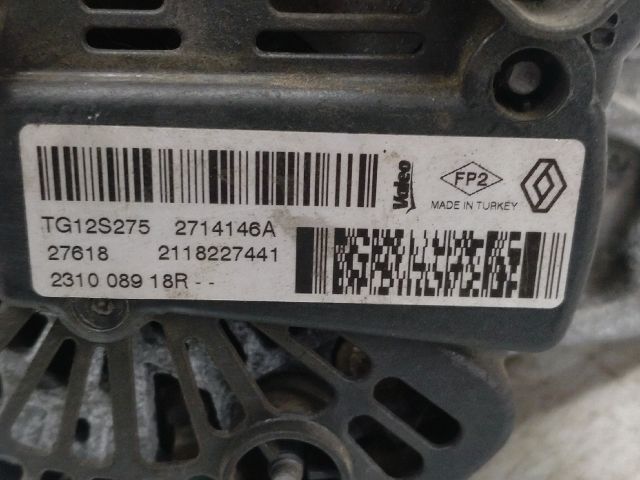 Valeo
FP2
MADE IN TURKEY
TG12S275 2714146A
27618 2118227441
2310 089 18R - -